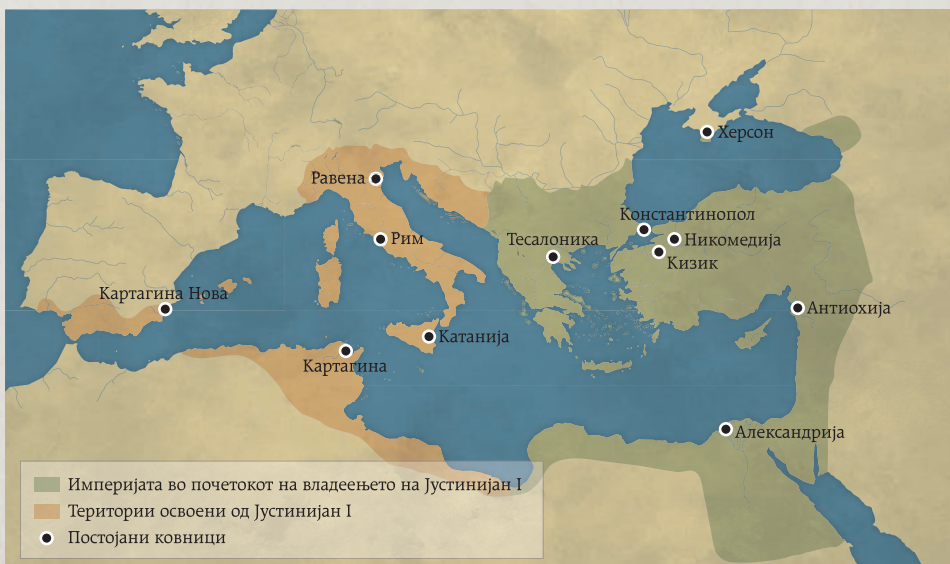 Херсон
Равена
Константинопол
Рим
Тесалоника
Никомедија
Кизик
Картагина Нова
Антиохија
Катанија
Картагина
Александрија
Империјата во почетокот на владеењето на Јустинијан I
Територии освоени од Јустинијан I
Постојани ковници